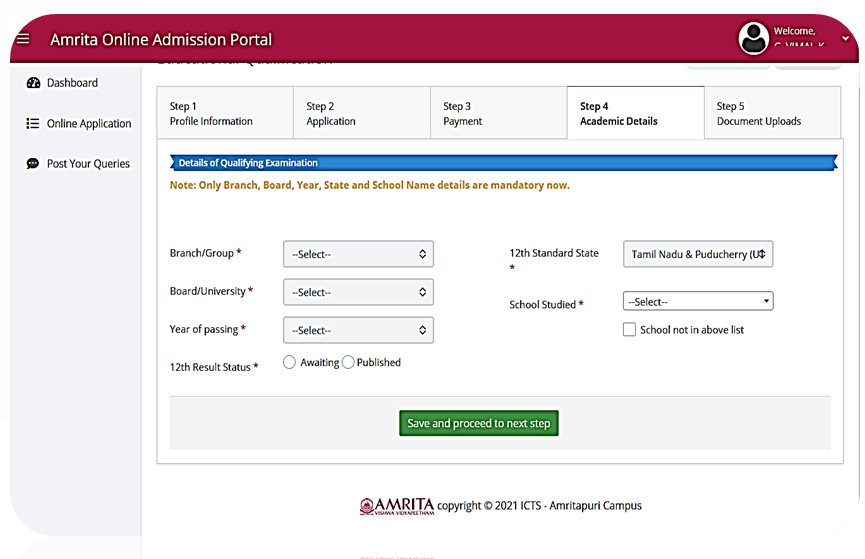 Amrita Online Admission Portal
Welcome,
Dashboard
Online Application
Post Your Queries
Step 1
Profile Information
Step 2
Application
Step 3
Payment
Step 4
Academic Details
Step 5
Document Uploads
Details of Qualifying Examination
Note: Only Branch, Board, Year, State and School Name details are mandatory now.
Branch/Group * --Select--
12th Standard State * Tamil Nadu & Puducherry (U
Board/University * --Select--
School Studied * --Select--
Year of passing * --Select--
School not in above list
12th Result Status * Awaiting Published
Save and proceed to next step
AMRITA
VISHWA VIDYAPEETHAM
copyright © 2021 ICTS - Amritapuri Campus